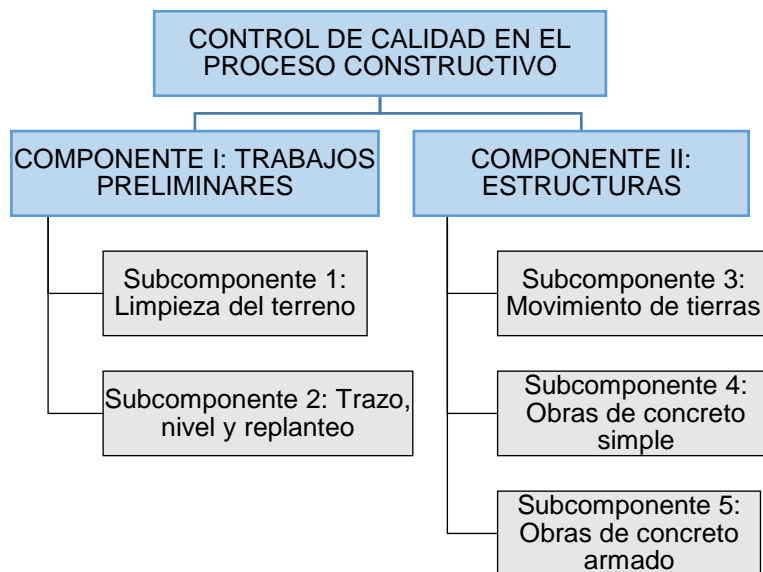 CONTROL DE CALIDAD EN EL
PROCESO CONSTRUCTIVO
COMPONENTE I: TRABAJOS
PRELIMINARES
Subcomponente 1:
Limpieza del terreno
Subcomponente 2: Trazo,
nivel y replanteo
COMPONENTE II:
ESTRUCTURAS
Subcomponente 3:
Movimiento de tierras
Subcomponente 4:
Obras de concreto
simple
Subcomponente 5:
Obras de concreto
armado